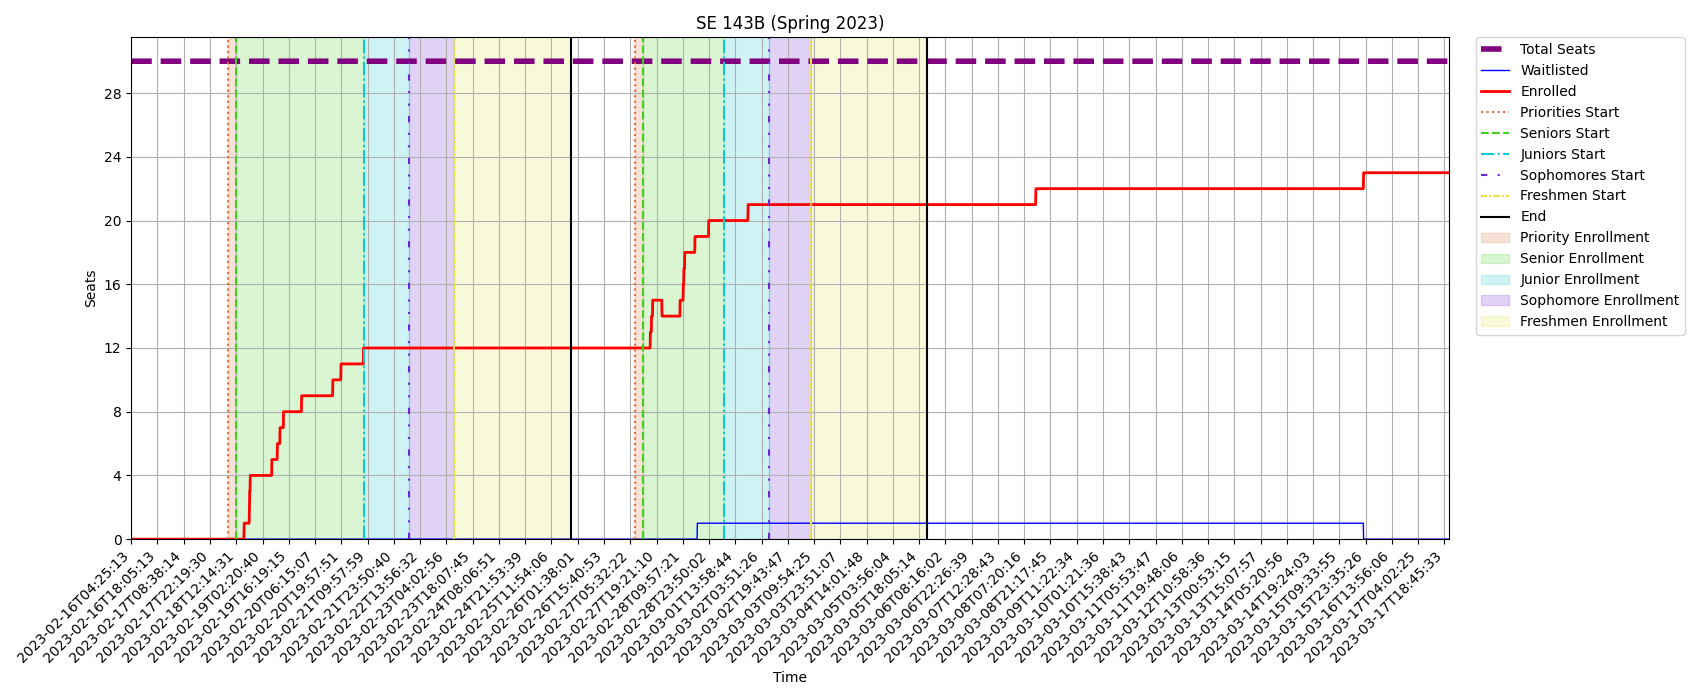 SE 143B (Spring 2023)
Seats
28
24
20
16
12
8
4
0
2023-02-16T04:25:13
2023-02-16T18:05:13
2023-02-17T08:38:14
2023-02-17T22:19:30
2023-02-18T12:14:31
2023-02-19T02:20:40
2023-02-19T16:19:15
2023-02-20T06:15:07
2023-02-20T19:57:51
2023-02-21T09:57:59
2023-02-21T23:50:40
2023-02-22T13:56:32
2023-02-23T04:02:56
2023-02-23T18:07:45
2023-02-24T08:06:51
2023-02-24T21:53:39
2023-02-25T11:54:06
2023-02-26T01:38:01
2023-02-26T15:40:53
2023-02-27T05:32:22
2023-02-27T19:21:10
2023-02-28T09:57:21
2023-02-28T23:50:02
2023-03-01T13:58:44
2023-03-02T03:51:26
2023-03-02T19:43:47
2023-03-03T09:54:25
2023-03-03T23:51:07
2023-03-04T14:01:48
2023-03-05T03:56:04
2023-03-05T18:05:14
2023-03-06T08:16:02
2023-03-06T22:26:39
2023-03-07T12:28:43
2023-03-08T07:20:16
2023-03-08T21:17:45
2023-03-09T11:22:34
2023-03-10T01:21:36
2023-03-10T15:38:43
2023-03-11T05:53:47
2023-03-11T19:48:06
2023-03-12T10:58:36
2023-03-13T00:53:15
2023-03-13T15:07:57
2023-03-14T05:20:56
2023-03-14T19:24:03
2023-03-15T09:33:55
2023-03-15T23:35:26
2023-03-16T13:56:06
2023-03-17T04:02:25
2023-03-17T18:45:33
Time
Total Seats
Waitlisted
Enrolled
Priorities Start
Seniors Start
Juniors Start
Sophomores Start
Freshmen Start
End
Priority Enrollment
Senior Enrollment
Junior Enrollment
Sophomore Enrollment
Freshmen Enrollment